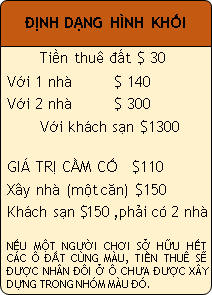 ĐỊNH DẠNG HÌNH KHỐI
Tiền thuê đất $ 30
Với 1 nhà $ 140
Với 2 nhà $ 300
Với khách sạn $1300
GIÁ TRỊ CẦM CỐ $110
Xây nhà (một căn) $150
Khách sạn $150 ,phải có 2 nhà
NẾU MỘT NGƯỜI CHƠI SỞ HỮU HẾT
CÁC Ô ĐẤT CÙNG MÀU, TIỀN THUÊ SẼ
ĐƯỢC NHÂN ĐÔI Ở Ô CHƯA ĐƯỢC XÂY
DỰNG TRONG NHÓM MÀU ĐÓ.